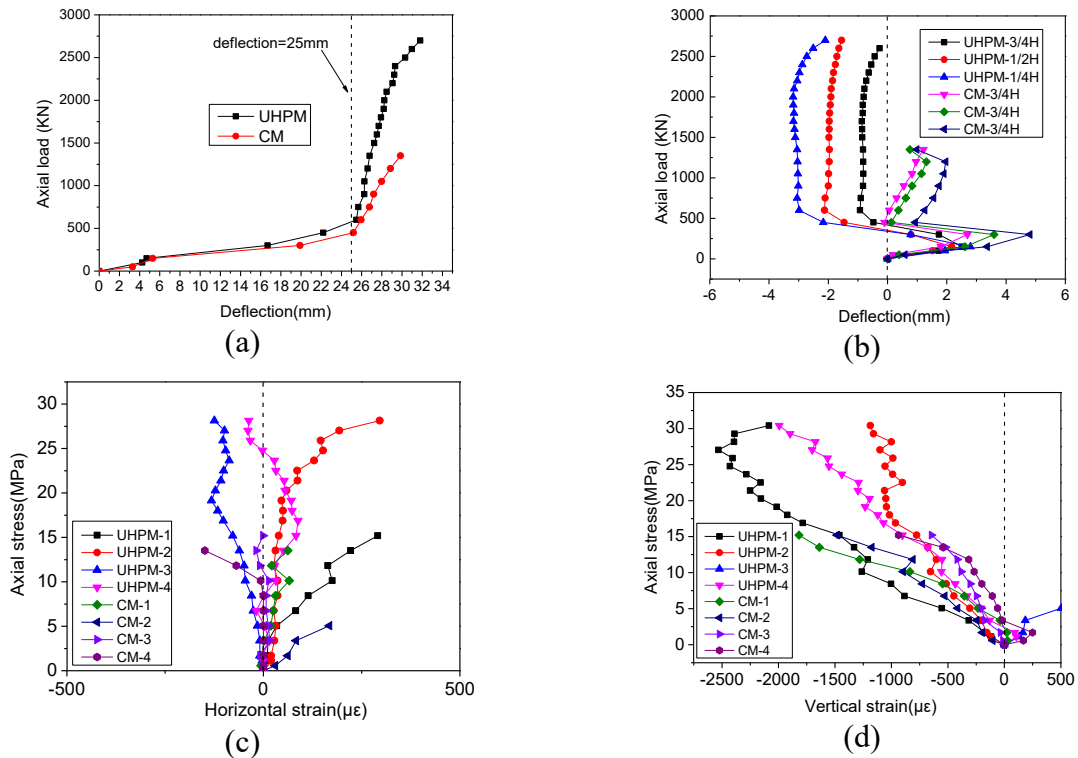 3000
2500
2000
1500
1000
500
0
Axial load (KN)
deflection=25mm
UHPM
CM
0 2 4 6 8 10 12 14 16 18 20 22 24 26 28 30 32 34
Deflection(mm)
(a)
3000
2500
2000
1500
1000
500
0
Axial load(KN)
UHPM-3/4H
UHPM-1/2H
UHPM-1/4H
CM-3/4H
CM-3/4H
CM-3/4H
-6 -4 -2 0 2 4 6
Deflection(mm)
(b)
30
25
20
15
10
5
0
Axial stress(MPa)
UHPM-1
UHPM-2
UHPM-3
UHPM-4
CM-1
CM-2
CM-3
CM-4
-500 0 500
Horizontal strain(με)
(c)
35
30
25
20
15
10
5
0
Axial stress(MPa)
UHPM-1
UHPM-2
UHPM-3
UHPM-4
CM-1
CM-2
CM-3
CM-4
-2500 -2000 -1500 -1000 -500 0 500
Vertical strain(με)
(d)